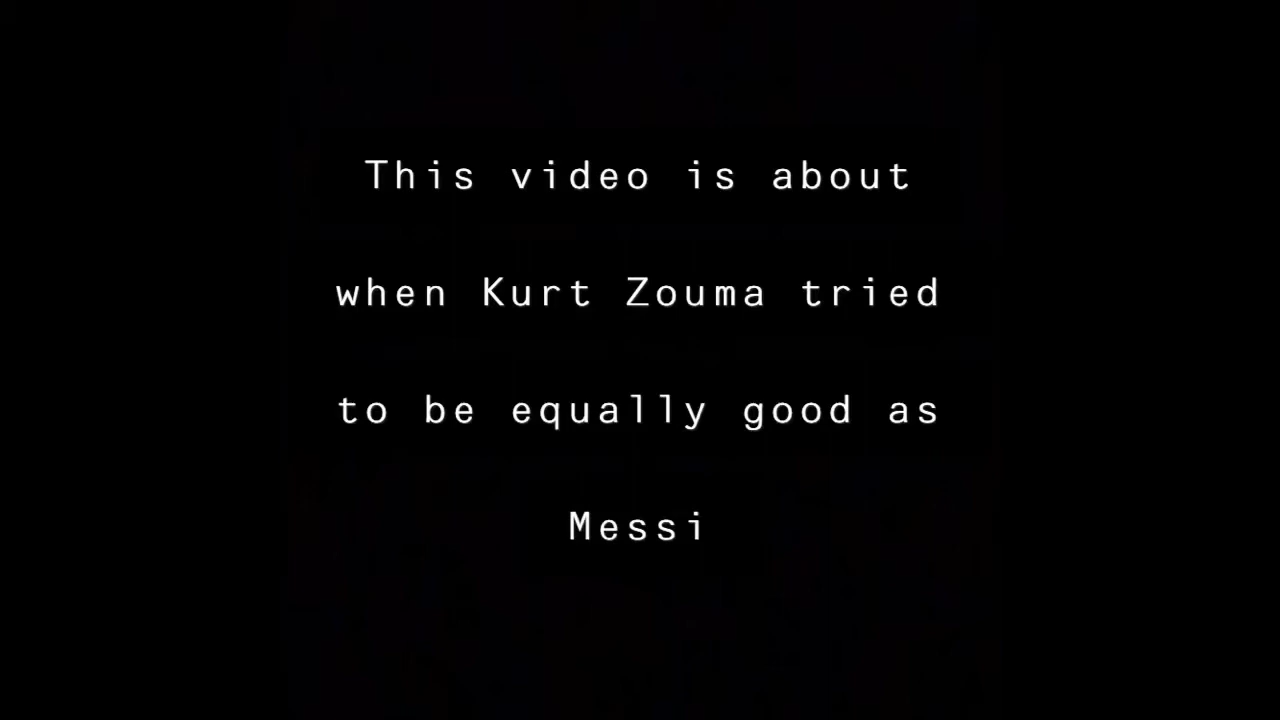 This video is about
when Kurt Zouma tried
to be equally good as
Messi